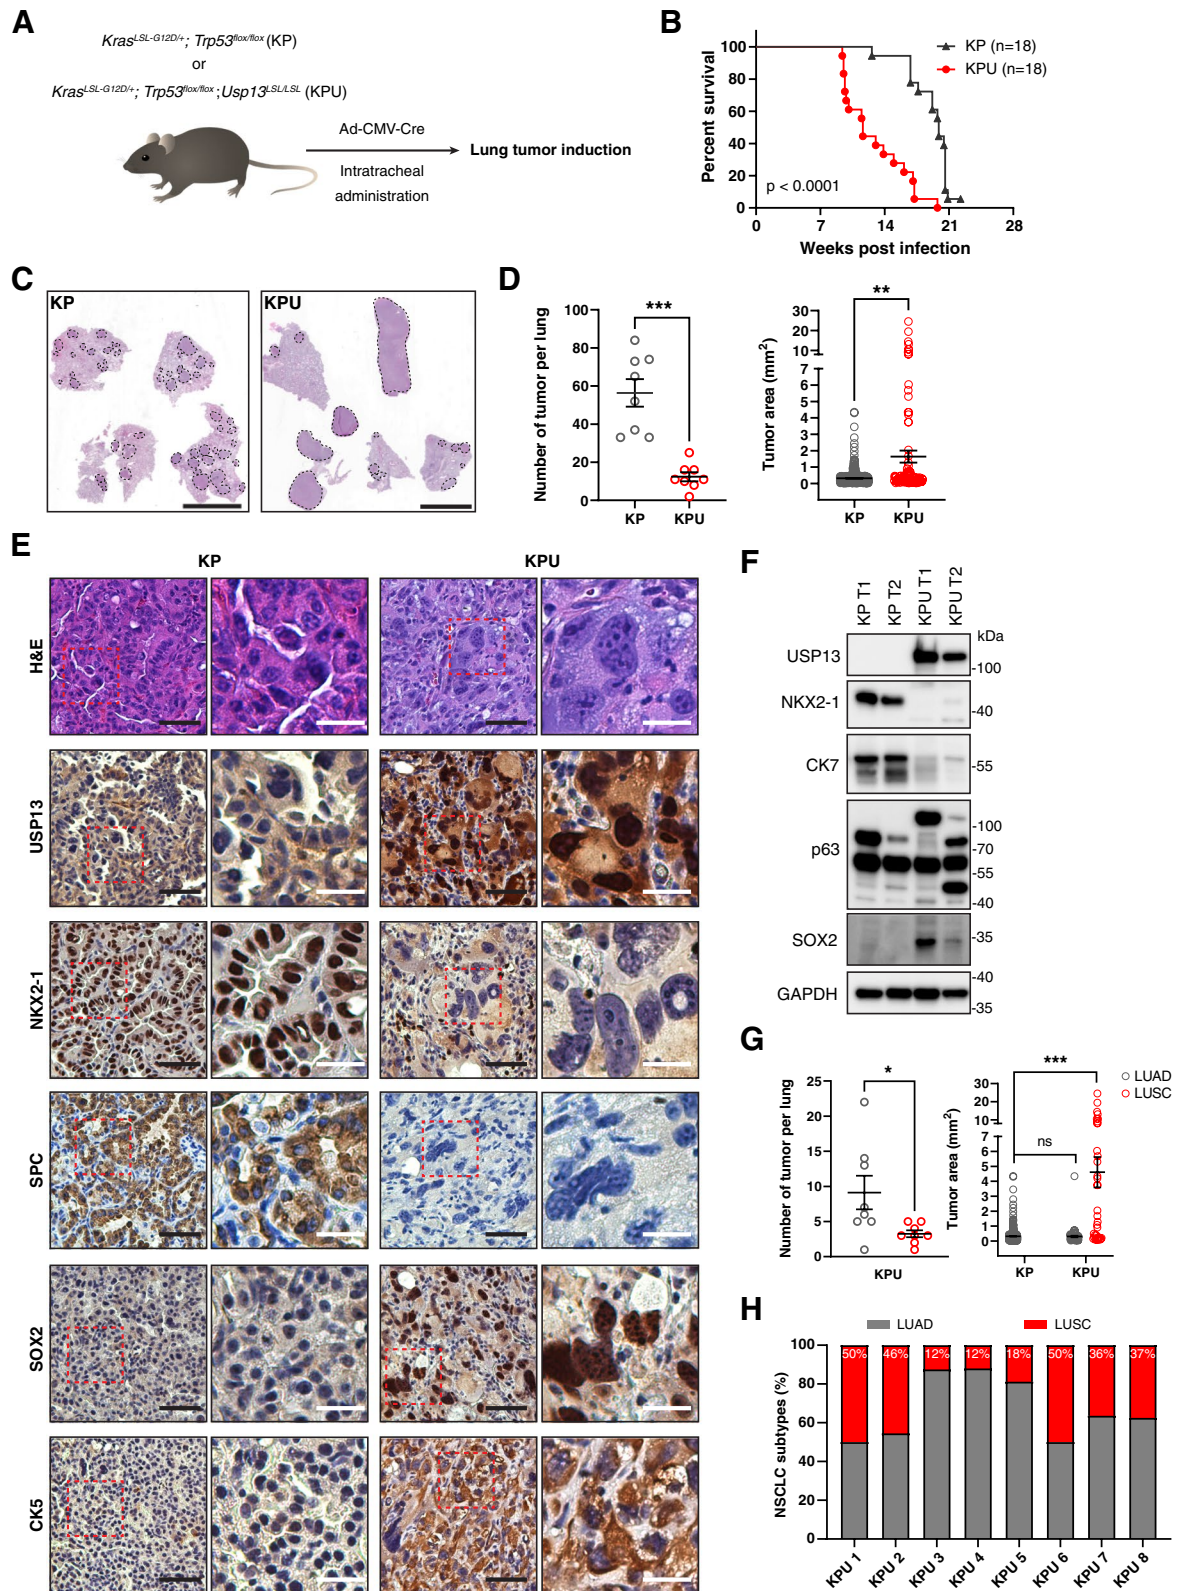 A
Kras^LSL-G12D/+; Trp53^flox/flox (KP)
or
Kras^LSL-G12D/+; Trp53^flox/flox ;Usp13^LSL/LSL (KPU)
Ad-CMV-Cre
Intratracheal
administration
Lung tumor induction
B
Percent survival
100
80
60
40
20
0
KP (n=18)
KPU (n=18)
p < 0.0001
0 7 14 21 28
Weeks post infection
C
KP
KPU
D
Number of tumor per lung
100
80
60
40
20
0
***
KP KPU
Tumor area (mm²)
30
20
10
7
6
5
4
3
2
1
0
**
KP KPU
E
KP
KPU
H&E
USP13
NKX2-1
SPC
SOX2
CK5
F
KP T1
KP T2
KPU T1
KPU T2
kDa
USP13
-100
NKX2-1
-40
CK7
-55
p63
-100
-70
-55
-40
SOX2
-35
GAPDH
-40
-35
G
Number of tumor per lung
25
20
15
10
5
0
*
KPU
Tumor area (mm²)
30
20
10
7
6
5
4
3
2
1
0
***
ns
KP KPU
LUAD
LUSC
H
LUAD
LUSC
NSCLC subtypes (%)
100
80
60
40
20
0
50% 46% 12% 12% 18% 50% 36% 37%
KPU 1
KPU 2
KPU 3
KPU 4
KPU 5
KPU 6
KPU 7
KPU 8